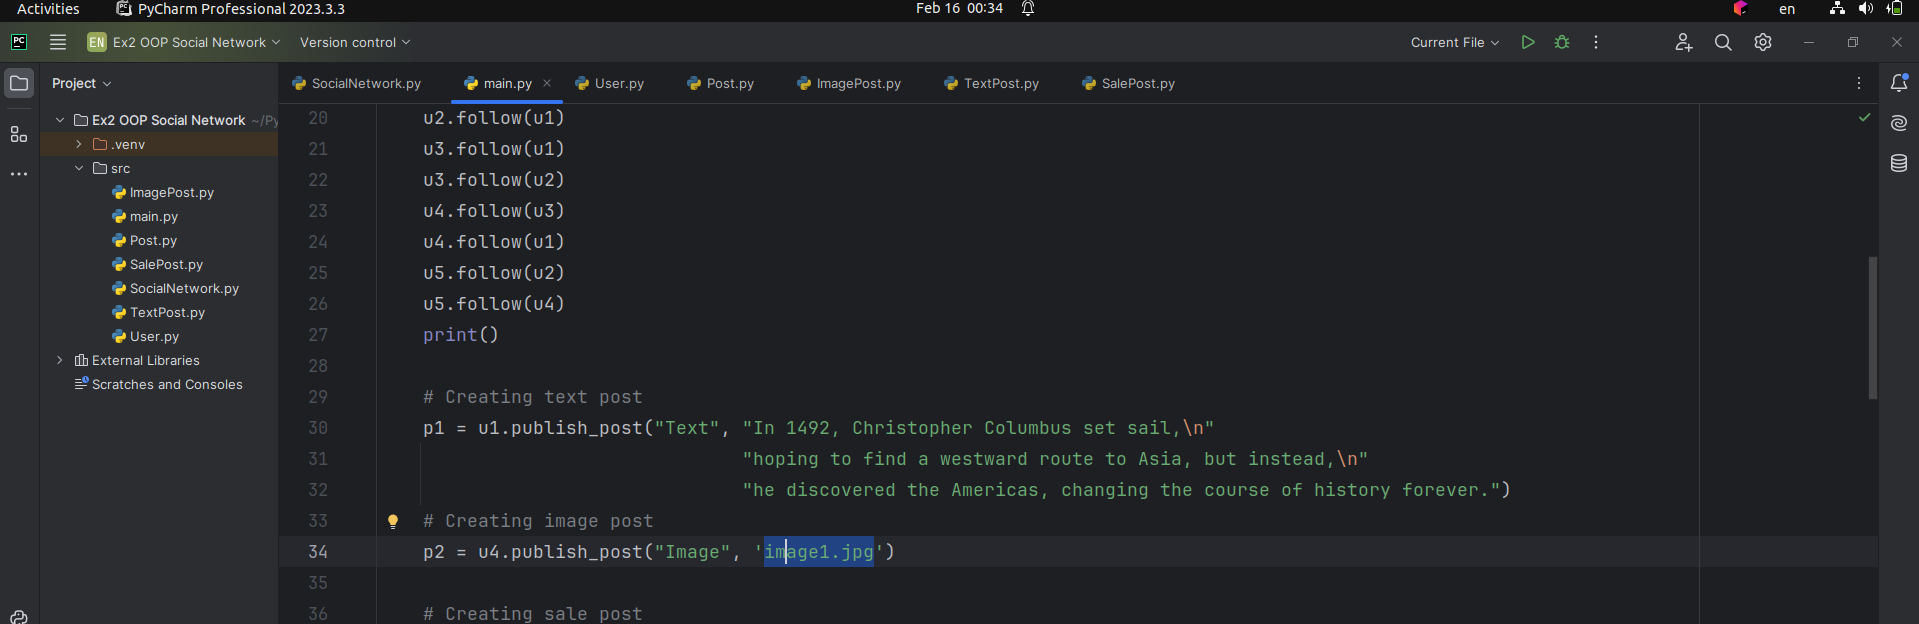 Activities PyCharm Professional 2023.3.3 Feb 16 00:34 en
PC EN Ex2 OOP Social Network Version control Current File
Project SocialNetwork.py main.py User.py Post.py ImagePost.py TextPost.py SalePost.py
Ex2 OOP Social Network ~/Py
.venv
src
ImagePost.py
main.py
Post.py
SalePost.py
SocialNetwork.py
TextPost.py
User.py
External Libraries
Scratches and Consoles
20 u2.follow(u1)
21 u3.follow(u1)
22 u3.follow(u2)
23 u4.follow(u3)
24 u4.follow(u1)
25 u5.follow(u2)
26 u5.follow(u4)
27 print()
28
29 # Creating text post
30 p1 = u1.publish_post("Text", "In 1492, Christopher Columbus set sail,\n"
31 "hoping to find a westward route to Asia, but instead,\n"
32 "he discovered the Americas, changing the course of history forever.")
33 # Creating image post
34 p2 = u4.publish_post("Image", 'image1.jpg')
35
36 # Creating sale post